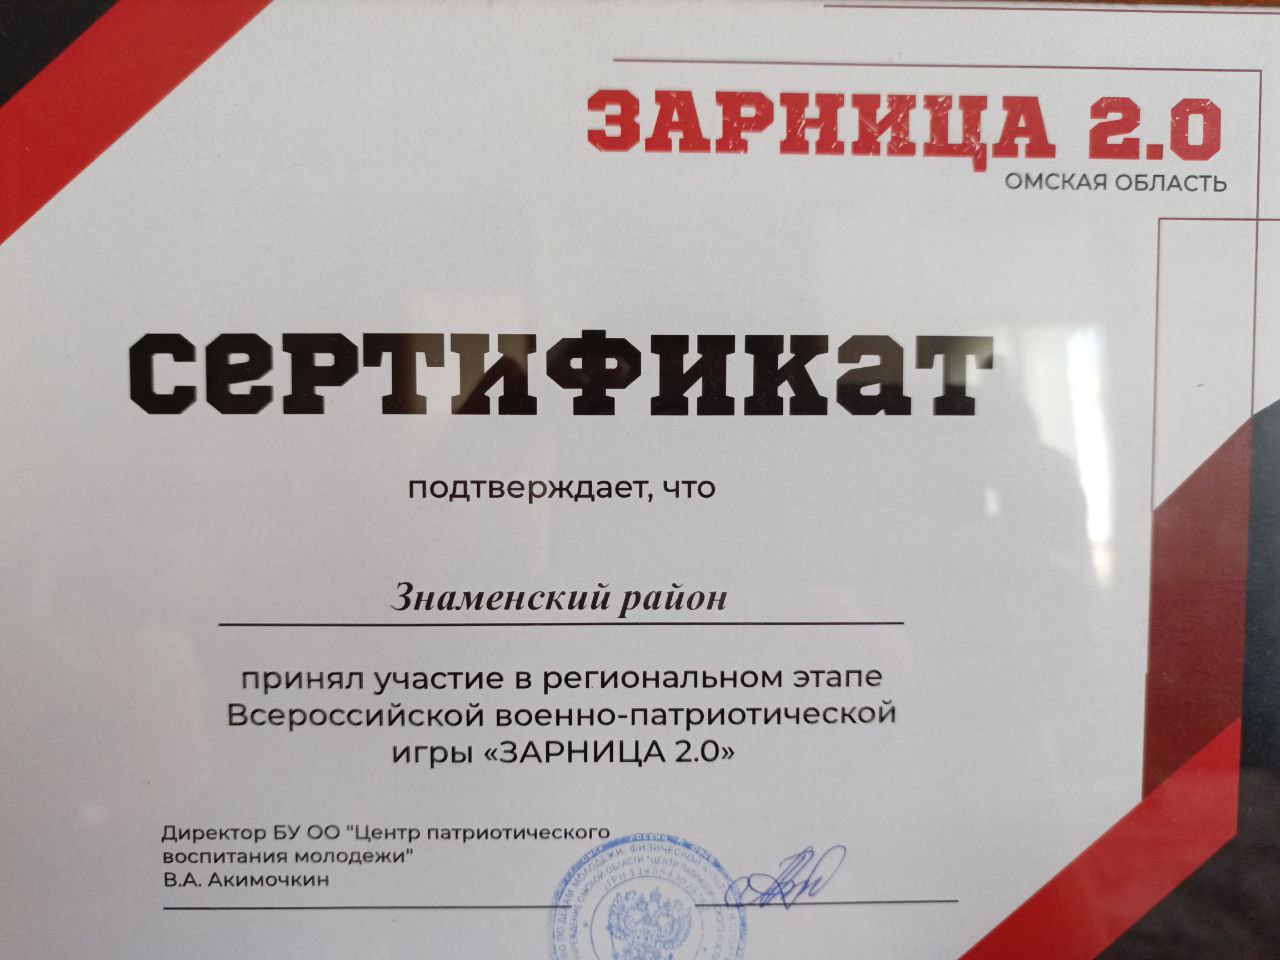 ЗАРНИЦА 2.0
ОМСКАЯ ОБЛАСТЬ
сертификат
подтверждает, что
Знаменский район
принял участие в региональном этапе
Всероссийской военно-патриотической
игры «ЗАРНИЦА 2.0»
Директор БУ ОО "Центр патриотического
воспитания молодежи"
В.А. Акимочкин